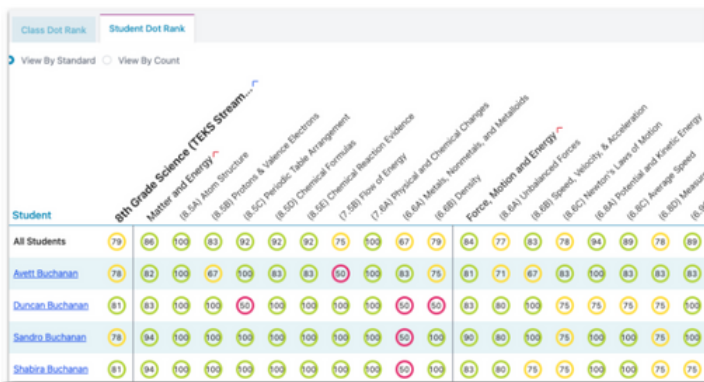 Class Dot Rank Student Dot Rank
View By Standard View By Count
Student
8th Grade Science (TEKS Stream...
Matter and Energy
(8.5A) Atom Structure
(8.5B) Protons & Valence Electrons
(8.5C) Periodic Table Arrangement
(8.5D) Chemical Formulas
(8.5E) Chemical Reaction Evidence
(7.5B) Flow of Energy
(7.6A) Physical and Chemical Changes
(6.6A) Metals, Nonmetals, and Metalloids
(6.6B) Density
Force, Motion and Energy
(8.6A) Unbalanced Forces
(8.6B) Speed, Velocity, & Acceleration
(8.6C) Newton's Laws of Motion
(6.8A) Potential and Kinetic Energy
(6.8C) Average Speed
(6.8D) Measu
All Students 79 86 100 83 92 92 92 75 100 67 79 84 77 83 78 94 89 78 89
Avett Buchanan 78 82 100 67 100 83 83 50 100 83 75 81 71 67 83 100 83 83 83
Duncan Buchanan 81 83 100 100 50 100 100 100 100 50 50 83 80 100 75 75 75 75 100
Sandro Buchanan 78 94 100 100 100 100 100 100 100 50 100 90 80 100 75 100 100 75 100
Shabira Buchanan 81 94 100 100 100 100 100 100 100 50 100 83 80 75 75 100 100 75 75